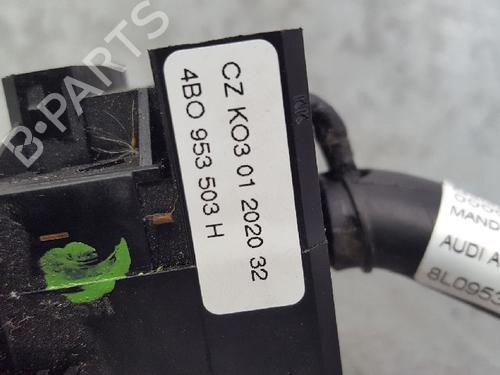 CZ KO3 01 2020 32
4B0 953 503 H
B-PARTS
MAND
AUDI A
8L0953